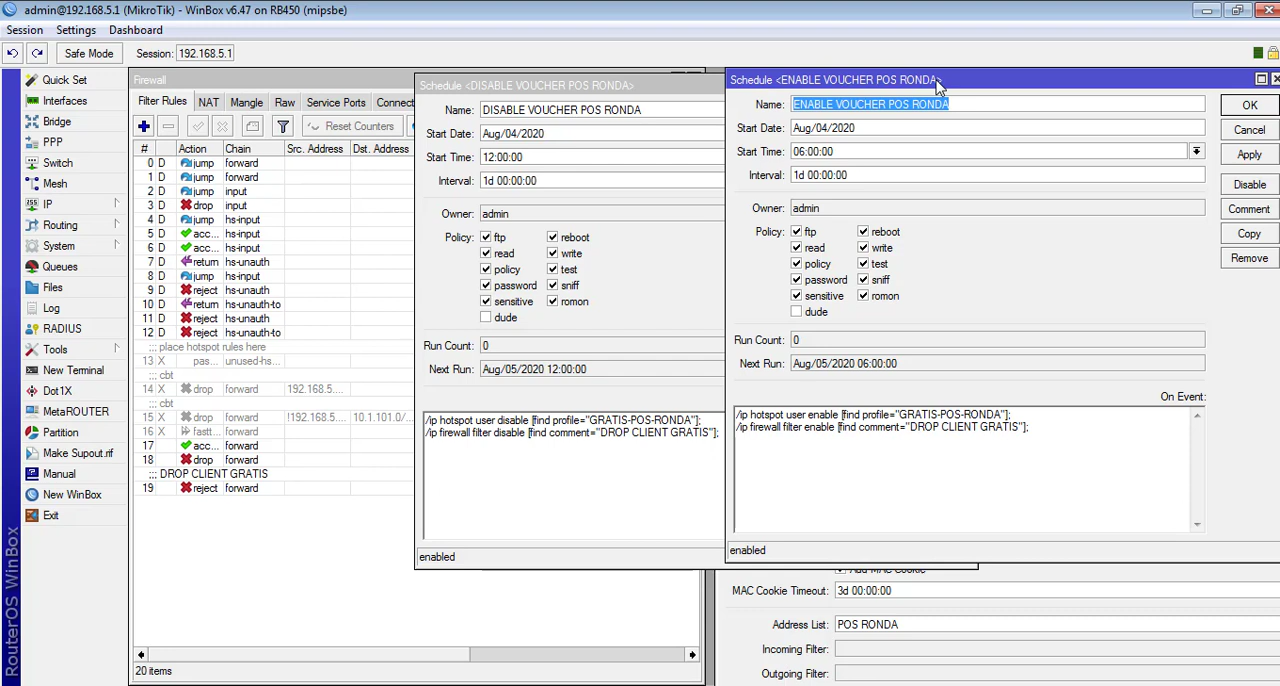 admin@192.168.5.1 (MikroTik) - WinBox v6.47 on RB450 (mipsbe)
Session Settings Dashboard
Safe Mode Session: 192.168.5.1
Quick Set
Interfaces
Bridge
PPP
Switch
Mesh
IP
Routing
System
Queues
Files
Log
RADIUS
Tools
New Terminal
Dot1X
MetaROUTER
Partition
Make Supout.rif
Manual
New WinBox
Exit
RouterOS WinBox
Firewall
Filter Rules NAT Mangle Raw Service Ports Connect
Reset Counters
# Action Chain Src. Address Dst. Address
0 D jump forward
1 D jump forward
2 D jump input
3 D drop input
4 D jump hs-input
5 D acc... hs-input
6 D acc... hs-input
7 D return hs-unauth
8 D jump hs-input
9 D reject hs-unauth
10 D return hs-unauth-to
11 D reject hs-unauth
12 D reject hs-unauth-to
;;; place hotspot rules here
13 X pas... unused-hs...
;;; cbt
14 X drop forward 192.168.5....
;;; cbt
15 X drop forward !192.168.5.... 10.1.101.0/...
16 X fastt... forward
17 acc... forward
18 drop forward
;;; DROP CLIENT GRATIS
19 reject forward
20 items
Schedule <DISABLE VOUCHER POS RONDA>
Name: DISABLE VOUCHER POS RONDA
Start Date: Aug/04/2020
Start Time: 12:00:00
Interval: 1d 00:00:00
Owner: admin
Policy: ftp reboot
read write
policy test
password sniff
sensitive romon
dude
Run Count: 0
Next Run: Aug/05/2020 12:00:00
/ip hotspot user disable [find profile="GRATIS-POS-RONDA"];
/ip firewall filter disable [find comment="DROP CLIENT GRATIS"];
enabled
Schedule <ENABLE VOUCHER POS RONDA>
Name: ENABLE VOUCHER POS RONDA
Start Date: Aug/04/2020
Start Time: 06:00:00
Interval: 1d 00:00:00
Owner: admin
Policy: ftp reboot
read write
policy test
password sniff
sensitive romon
dude
Run Count: 0
Next Run: Aug/05/2020 06:00:00
On Event:
/ip hotspot user enable [find profile="GRATIS-POS-RONDA"];
/ip firewall filter enable [find comment="DROP CLIENT GRATIS"];
enabled
OK
Cancel
Apply
Disable
Comment
Copy
Remove
Add MAC Cookie
MAC Cookie Timeout: 3d 00:00:00
Address List: POS RONDA
Incoming Filter:
Outgoing Filter: